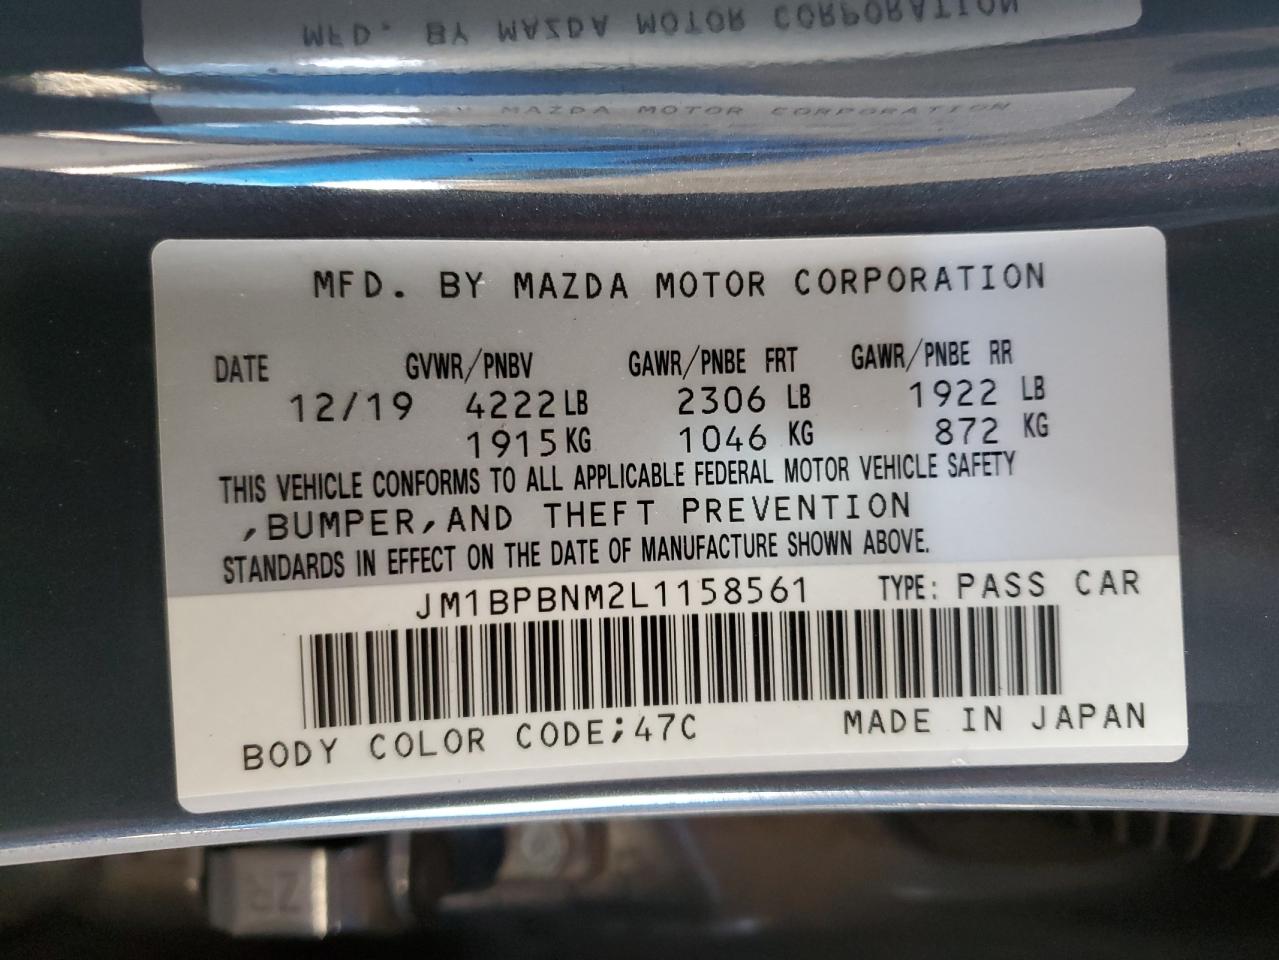 MFD. BY MAZDA MOTOR CORPORATION
MAZDA MOTOR CORPORATION
MFD. BY MAZDA MOTOR CORPORATION
DATE GVWR/PNBV GAWR/PNBE FRT GAWR/PNBE RR
12/19 4222 LB 2306 LB 1922 LB
1915 KG 1046 KG 872 KG
THIS VEHICLE CONFORMS TO ALL APPLICABLE FEDERAL MOTOR VEHICLE SAFETY
,BUMPER,AND THEFT PREVENTION
STANDARDS IN EFFECT ON THE DATE OF MANUFACTURE SHOWN ABOVE.
JM1BPBNM2L1158561 TYPE: PASS CAR
BODY COLOR CODE;47C MADE IN JAPAN